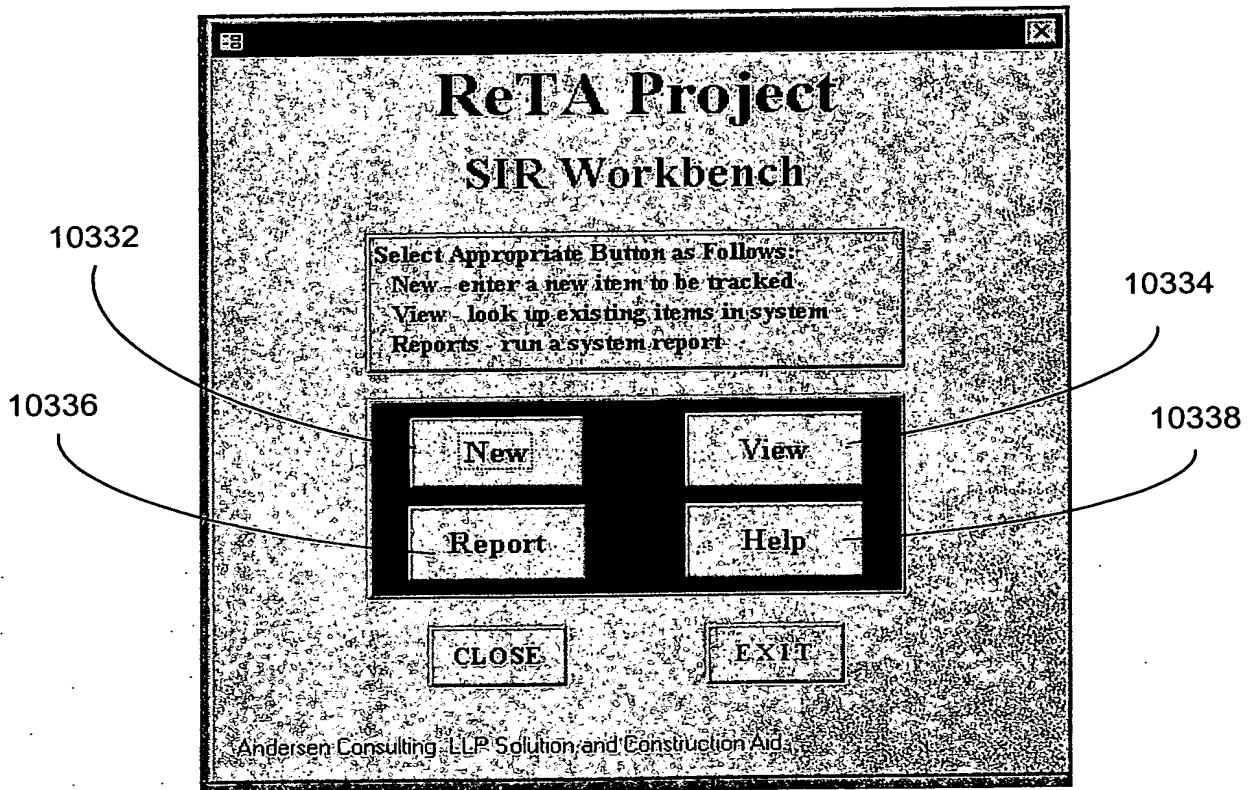 ReTA Project
SIR Workbench
10332
Select Appropriate Button as Follows:
New - enter a new item to be tracked
View - look up existing items in system
Reports - run a system report
10334
10336
10338
New
View
Report
Help
CLOSE
EXIT
Andersen Consulting, LLP Solution and Construction Aid